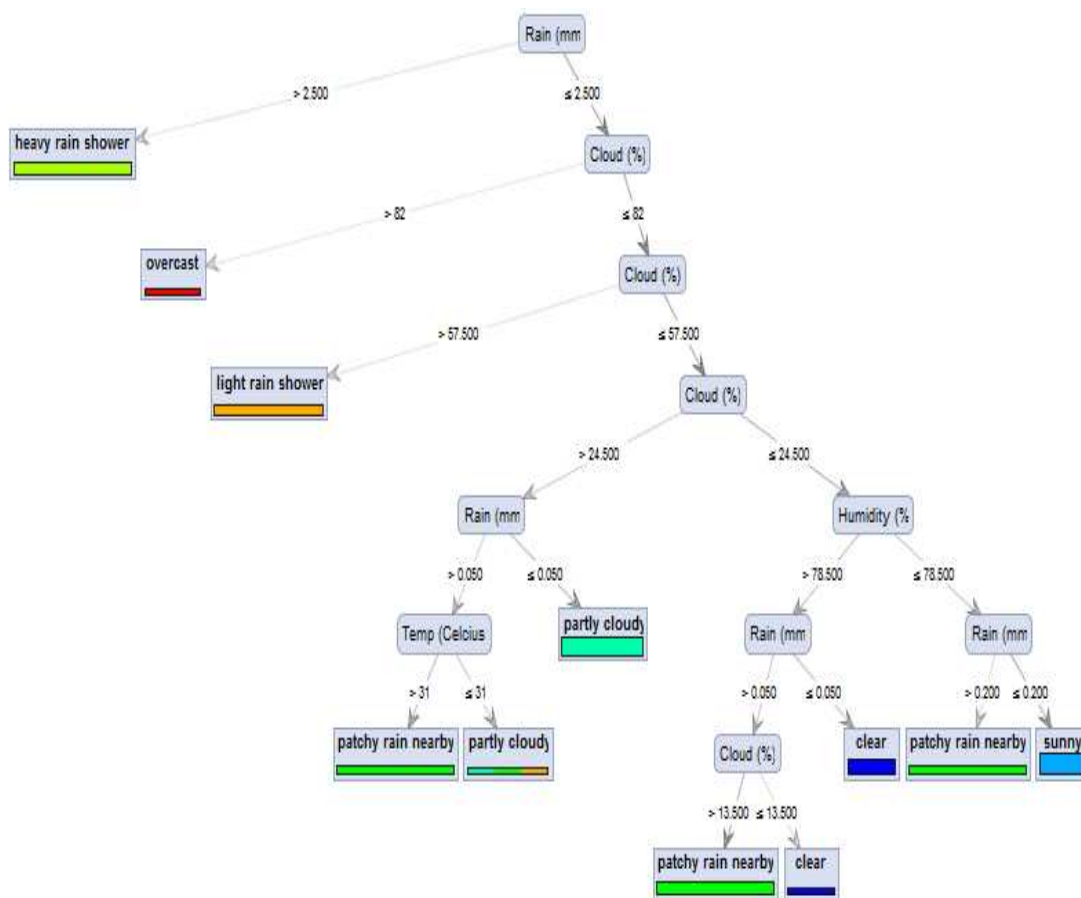 Rain (mm
> 2.500
≤ 2.500
heavy rain shower
Cloud (%)
> 82
≤ 82
overcast
Cloud (%)
> 57.500
≤ 57.500
light rain shower
Cloud (%)
> 24.500
≤ 24.500
Rain (mm
Humidity (%
> 0.050
≤ 0.050
> 78.500
≤ 78.500
Temp (Celcius
partly cloudy
Rain (mm
Rain (mm
> 31
≤ 31
> 0.050
≤ 0.050
> 0.200
≤ 0.200
patchy rain nearby
partly cloudy
Cloud (%)
clear
patchy rain nearby
sunny
> 13.500
≤ 13.500
patchy rain nearby
clear